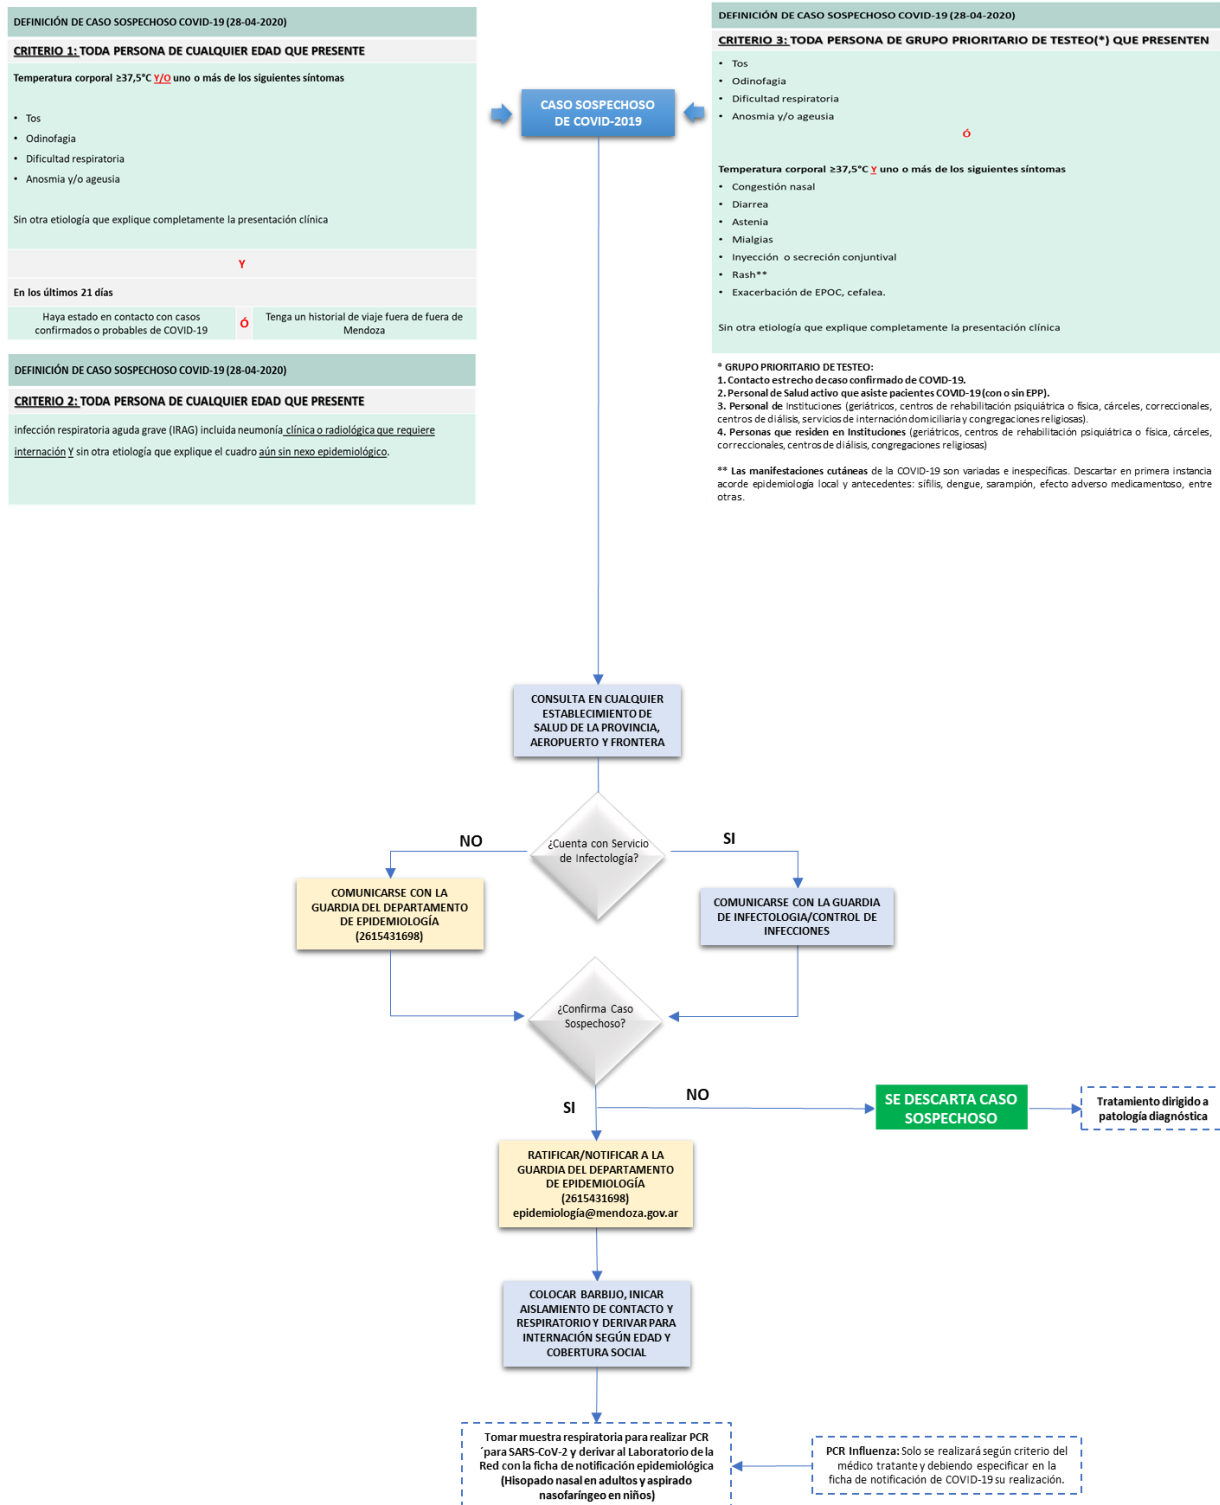 DEFINICIÓN DE CASO SOSPECHOSO COVID-19 (28-04-2020)
CRITERIO 1: TODA PERSONA DE CUALQUIER EDAD QUE PRESENTE
Temperatura corporal ≥37,5°C Y/O uno o más de los siguientes síntomas
• Tos
• Odinofagia
• Dificultad respiratoria
• Anosmia y/o ageusia
Sin otra etiología que explique completamente la presentación clínica
Y
En los últimos 21 días
Haya estado en contacto con casos
confirmados o probables de COVID-19
Ó
Tenga un historial de viaje fuera de fuera de
Mendoza
DEFINICIÓN DE CASO SOSPECHOSO COVID-19 (28-04-2020)
CRITERIO 2: TODA PERSONA DE CUALQUIER EDAD QUE PRESENTE
infección respiratoria aguda grave (IRAG) incluida neumonía clínica o radiológica que requiere
internación Y sin otra etiología que explique el cuadro aún sin nexo epidemiológico.
CASO SOSPECHOSO
DE COVID-2019
DEFINICIÓN DE CASO SOSPECHOSO COVID-19 (28-04-2020)
CRITERIO 3: TODA PERSONA DE GRUPO PRIORITARIO DE TESTEO(*) QUE PRESENTEN
• Tos
• Odinofagia
• Dificultad respiratoria
• Anosmia y/o ageusia
Ó
Temperatura corporal ≥37,5°C Y uno o más de los siguientes síntomas
• Congestión nasal
• Diarrea
• Astenia
• Mialgias
• Inyección o secreción conjuntival
• Rash**
• Exacerbación de EPOC, cefalea.
Sin otra etiología que explique completamente la presentación clínica
* GRUPO PRIORITARIO DE TESTEO:
1. Contacto estrecho de caso confirmado de COVID-19.
2. Personal de Salud activo que asiste pacientes COVID-19 (con o sin EPP).
3. Personal de Instituciones (geriátricos, centros de rehabilitación psiquiátrica o física, cárceles, correccionales,
centros de diálisis, servicios de internación domiciliaria y congregaciones religiosas).
4. Personas que residen en Instituciones (geriátricos, centros de rehabilitación psiquiátrica o física, cárceles,
correccionales, centros de diálisis, congregaciones religiosas)
** Las manifestaciones cutáneas de la COVID-19 son variadas e inespecíficas. Descartar en primera instancia
acorde epidemiología local y antecedentes: sífilis, dengue, sarampión, efecto adverso medicamentoso, entre
otras.
CONSULTA EN CUALQUIER
ESTABLECIMIENTO DE
SALUD DE LA PROVINCIA,
AEROPUERTO Y FRONTERA
¿Cuenta con Servicio
de Infectología?
NO
SI
COMUNICARSE CON LA
GUARDIA DEL DEPARTAMENTO
DE EPIDEMIOLOGÍA
(2615431698)
COMUNICARSE CON LA GUARDIA
DE INFECTOLOGIA/CONTROL DE
INFECCIONES
¿Confirma Caso
Sospechoso?
SI
NO
SE DESCARTA CASO
SOSPECHOSO
Tratamiento dirigido a
patología diagnóstica
RATIFICAR/NOTIFICAR A LA
GUARDIA DEL DEPARTAMENTO
DE EPIDEMIOLOGÍA
(2615431698)
epidemiología@mendoza.gov.ar
COLOCAR BARBIJO, INICAR
AISLAMIENTO DE CONTACTO Y
RESPIRATORIO Y DERIVAR PARA
INTERNACIÓN SEGÚN EDAD Y
COBERTURA SOCIAL
Tomar muestra respiratoria para realizar PCR
´para SARS-CoV-2 y derivar al Laboratorio de la
Red con la ficha de notificación epidemiológica
(Hisopado nasal en adultos y aspirado
nasofaríngeo en niños)
PCR Influenza: Solo se realizará según criterio del
médico tratante y debiendo especificar en la
ficha de notificación de COVID-19 su realización.